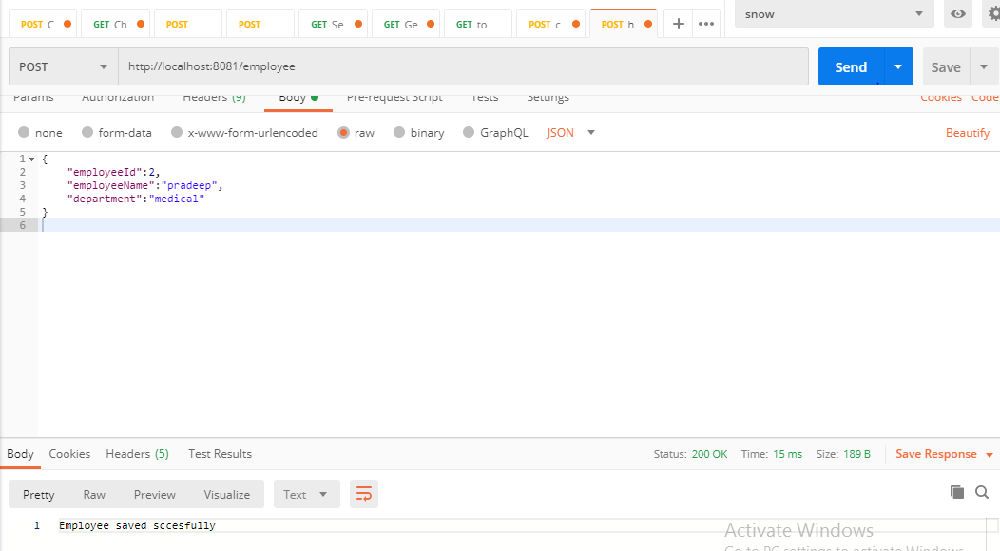 POST C... GET Ch... POST ... POST ... GET Se... GET Ge... GET to... POST c... POST h... + ••• snow
POST http://localhost:8081/employee Send Save
Params Authorization Headers (9) Body Pre-request Script Tests Settings Cookies Code
none form-data x-www-form-urlencoded raw binary GraphQL JSON Beautify
1 {
2 "employeeId":2,
3 "employeeName":"pradeep",
4 "department":"medical"
5 }
6
Body Cookies Headers (5) Test Results Status: 200 OK Time: 15 ms Size: 189 B Save Response
Pretty Raw Preview Visualize Text
1 Employee saved sccesfully
Activate Windows
Go to PC settings to activate Windows